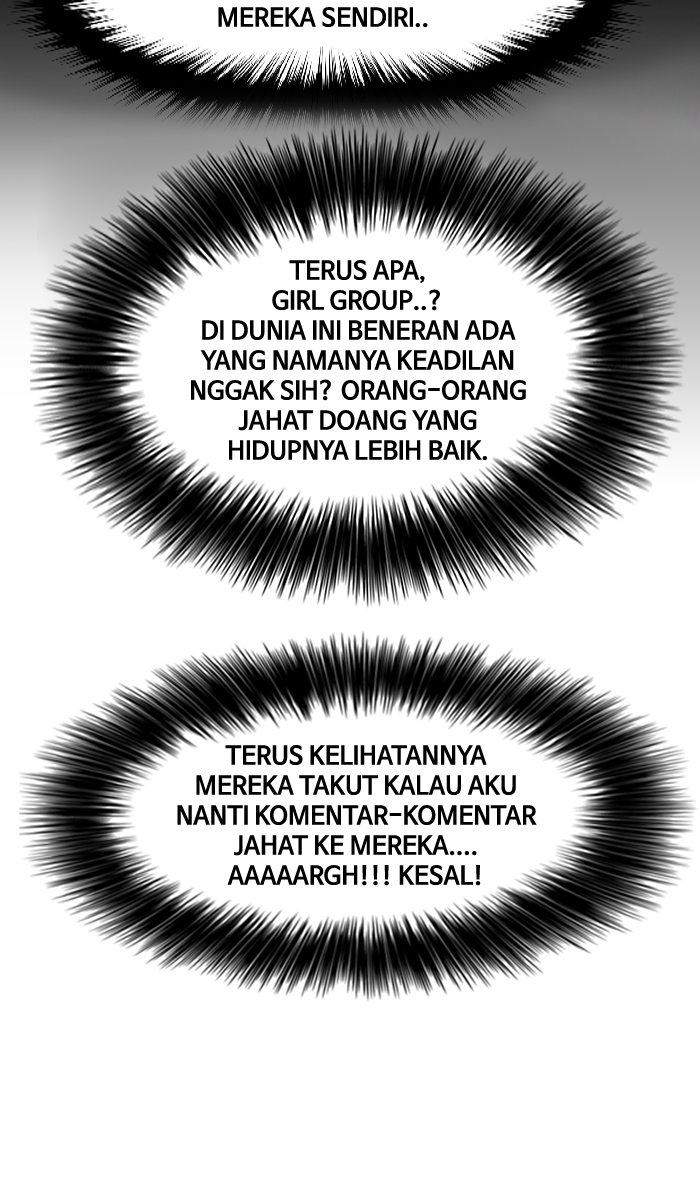 MEREKA SENDIRI..
TERUS APA,
GIRL GROUP..?
DI DUNIA INI BENERAN ADA
YANG NAMANYA KEADILAN
NGGAK SIH? ORANG-ORANG
JAHAT DOANG YANG
HIDUPNYA LEBIH BAIK.
TERUS KELIHATANNYA
MEREKA TAKUT KALAU AKU
NANTI KOMENTAR-KOMENTAR
JAHAT KE MEREKA....
AAAAARGH!!! KESAL!